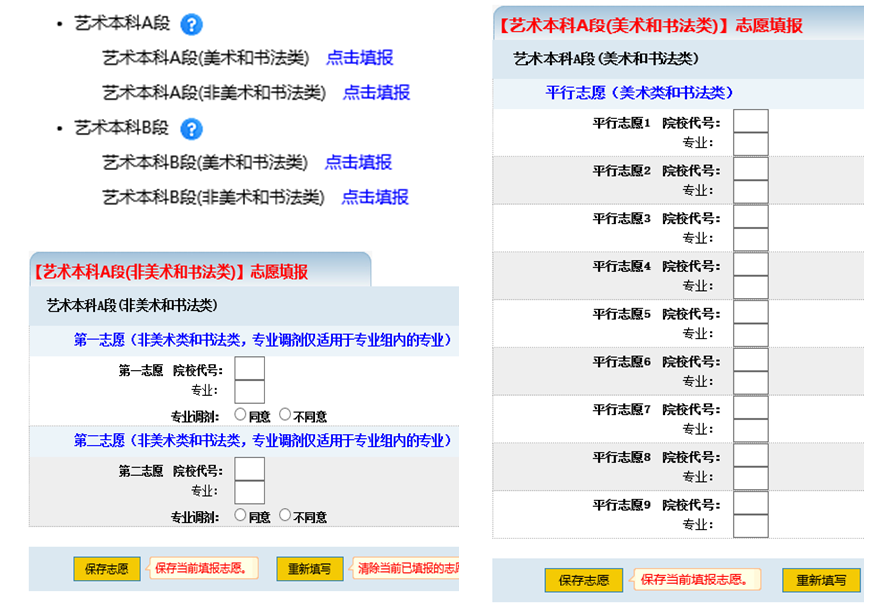 艺术本科A段 ?
艺术本科A段(美术和书法类) 点击填报
艺术本科A段(非美术和书法类) 点击填报
艺术本科B段 ?
艺术本科B段(美术和书法类) 点击填报
艺术本科B段(非美术和书法类) 点击填报
【艺术本科A段(非美术和书法类)】志愿填报
艺术本科A段(非美术和书法类)
第一志愿（非美术类和书法类，专业调剂仅适用于专业组内的专业）
第一志愿 院校代号：
专业：
专业调剂： 同意 不同意
第二志愿（非美术类和书法类，专业调剂仅适用于专业组内的专业）
第二志愿 院校代号：
专业：
专业调剂： 同意 不同意
保存志愿 保存当前填报志愿。 重新填写 清除当前已填报的志愿
【艺术本科A段(美术和书法类)】志愿填报
艺术本科A段(美术和书法类)
平行志愿（美术类和书法类）
平行志愿1 院校代号：
专业：
平行志愿2 院校代号：
专业：
平行志愿3 院校代号：
专业：
平行志愿4 院校代号：
专业：
平行志愿5 院校代号：
专业：
平行志愿6 院校代号：
专业：
平行志愿7 院校代号：
专业：
平行志愿8 院校代号：
专业：
平行志愿9 院校代号：
专业：
保存志愿 保存当前填报志愿。 重新填写